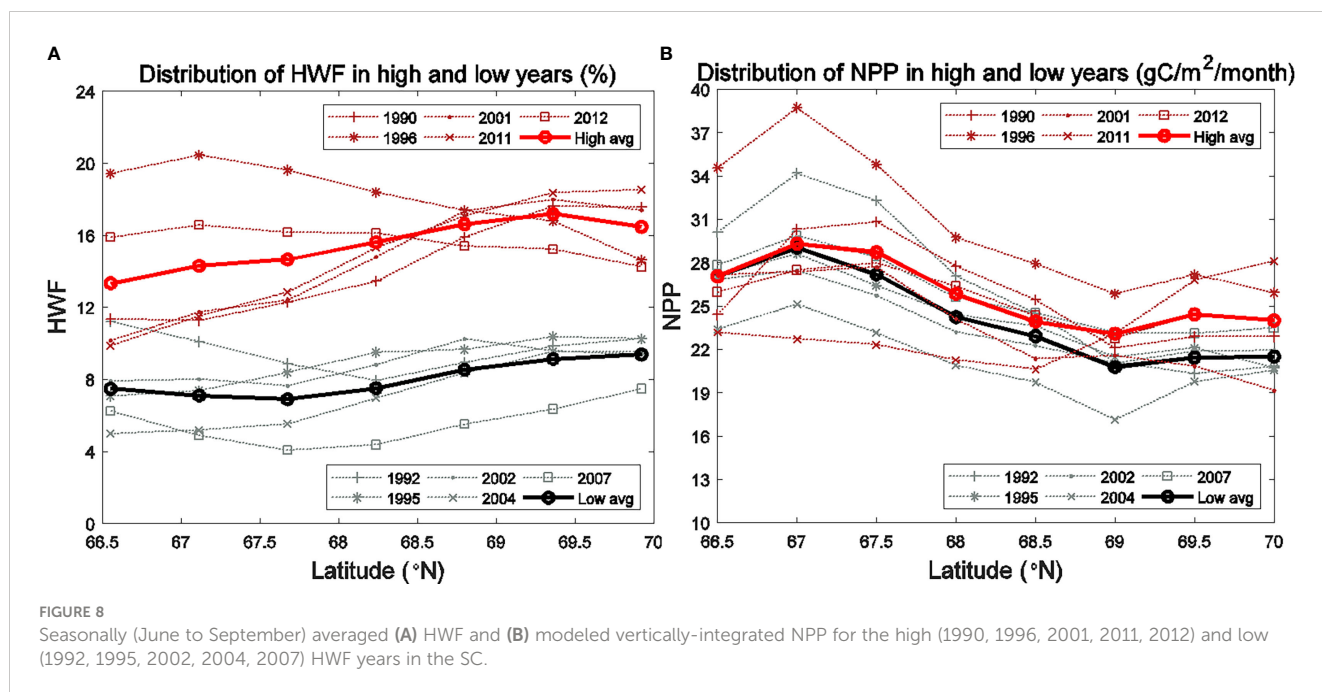 A
Distribution of HWF in high and low years (%)
24
20
16
12
8
4
0
HWF
1990 2001 2012
1996 2011 High avg
1992 2002 2007
1995 2004 Low avg
66.5 67 67.5 68 68.5 69 69.5 70
Latitude (°N)
B
Distribution of NPP in high and low years (gC/m²/month)
40
37
34
31
28
25
22
19
16
13
10
NPP
1990 2001 2012
1996 2011 High avg
1992 2002 2007
1995 2004 Low avg
66.5 67 67.5 68 68.5 69 69.5 70
Latitude (°N)
FIGURE 8
Seasonally (June to September) averaged (A) HWF and (B) modeled vertically-integrated NPP for the high (1990, 1996, 2001, 2011, 2012) and low
(1992, 1995, 2002, 2004, 2007) HWF years in the SC.